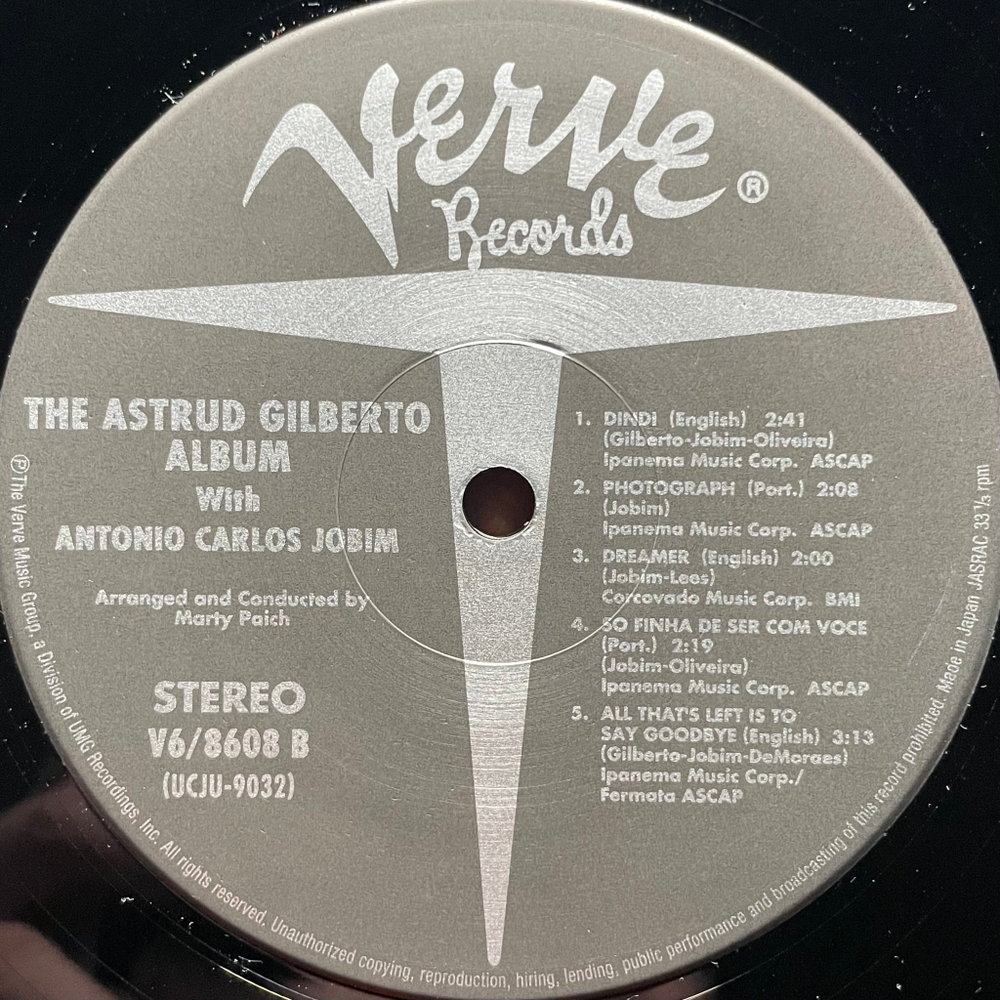 Verve ®
Records
THE ASTRUD GILBERTO
ALBUM
With
ANTONIO CARLOS JOBIM
Arranged and Conducted by
Marty Paich
STEREO
V6/8608 B
(UCJU-9032)
1. DINDI (English) 2:41
(Gilberto-Jobim-Oliveira)
Ipanema Music Corp. ASCAP
2. PHOTOGRAPH (Port.) 2:08
(Jobim)
Ipanema Music Corp. ASCAP
3. DREAMER (English) 2:00
(Jobim-Lees)
Corcovado Music Corp. BMI
4. SO FINHA DE SER COM VOCE
(Port.) 2:19
(Jobim-Oliveira)
Ipanema Music Corp. ASCAP
5. ALL THAT'S LEFT IS TO
SAY GOODBYE (English) 3:13
(Gilberto-Jobim-DeMoraes)
Ipanema Music Corp./
Fermata ASCAP
℗The Verve Music Group, a Division of UMG Recordings, Inc. All rights reserved. Unauthorized copying, reproduction, hiring, lending, public performance and broadcasting of this record prohibited. Made in Japan JASRAC 33 ⅓ rpm